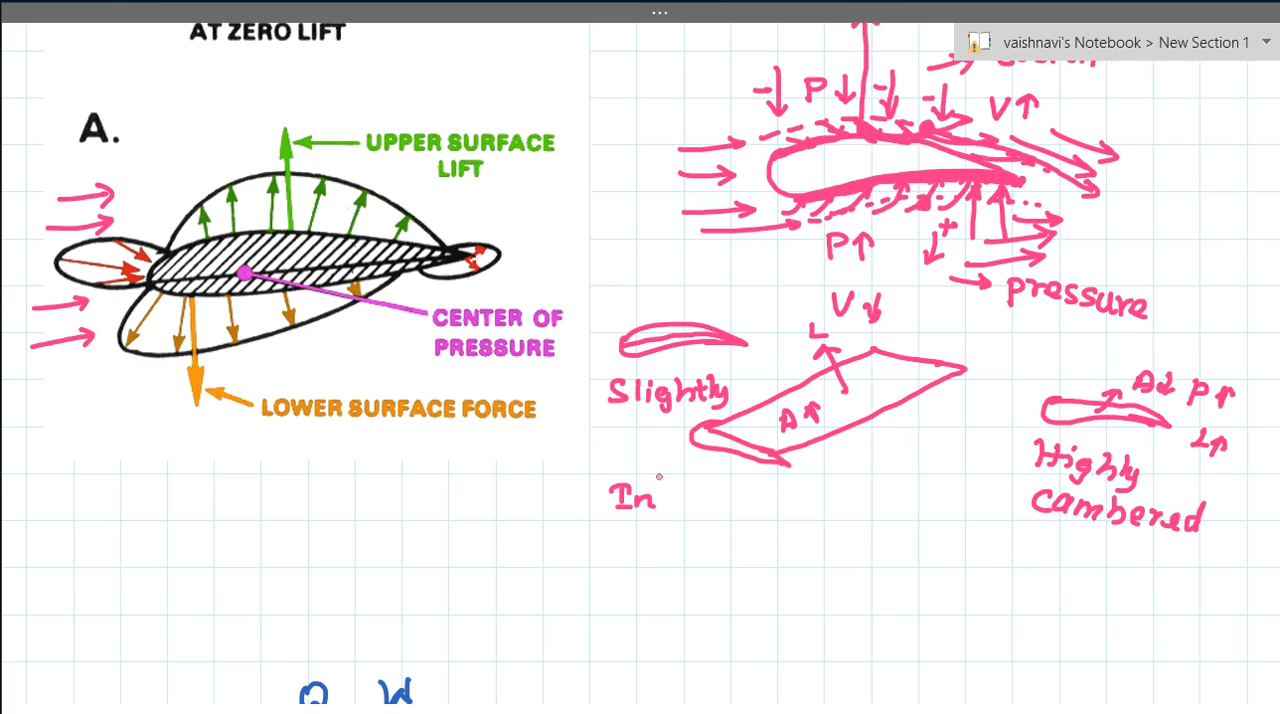 ...
vaishnavi's Notebook > New Section 1
AT ZERO LIFT
A.
UPPER SURFACE
LIFT
CENTER OF
PRESSURE
LOWER SURFACE FORCE
- P↓ - -
V↑
P↑
+
pressure
V↓
L
A↑
Slightly
P↑
L↑
Highly
cambered
In